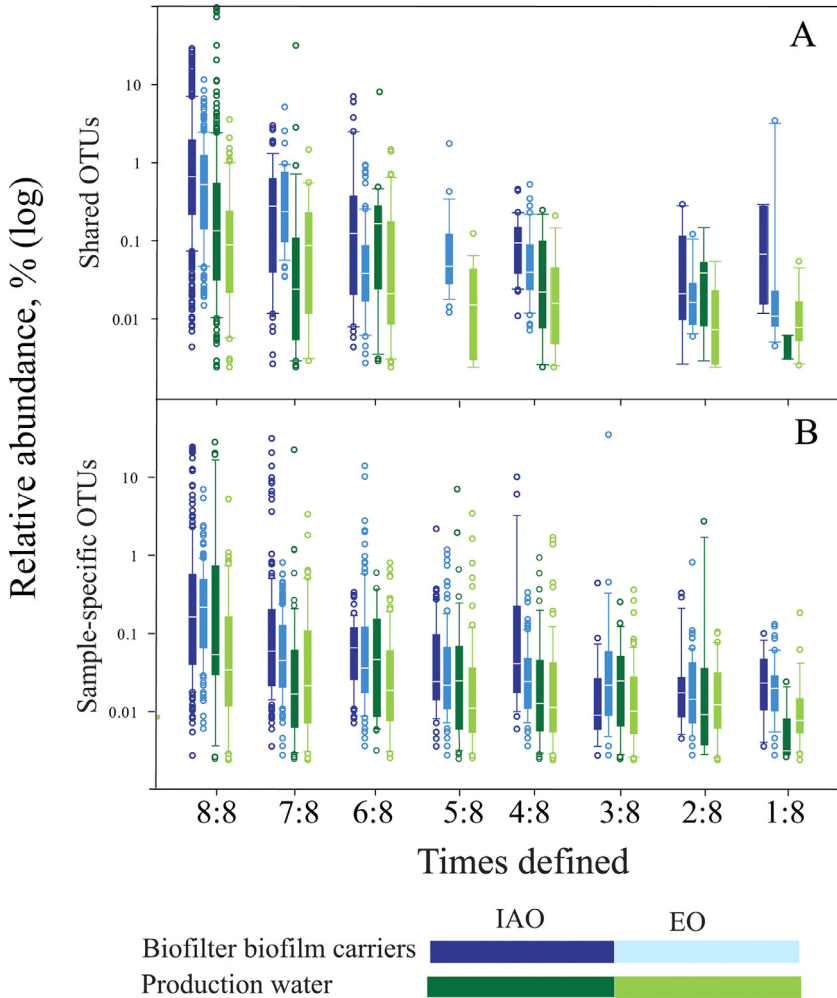 A
10
1
0.1
0.01
Shared OTUs
Relative abundance, % (log)
B
10
1
0.1
0.01
Sample-specific OTUs
8:8 7:8 6:8 5:8 4:8 3:8 2:8 1:8
Times defined
IAO EO
Biofilter biofilm carriers
Production water